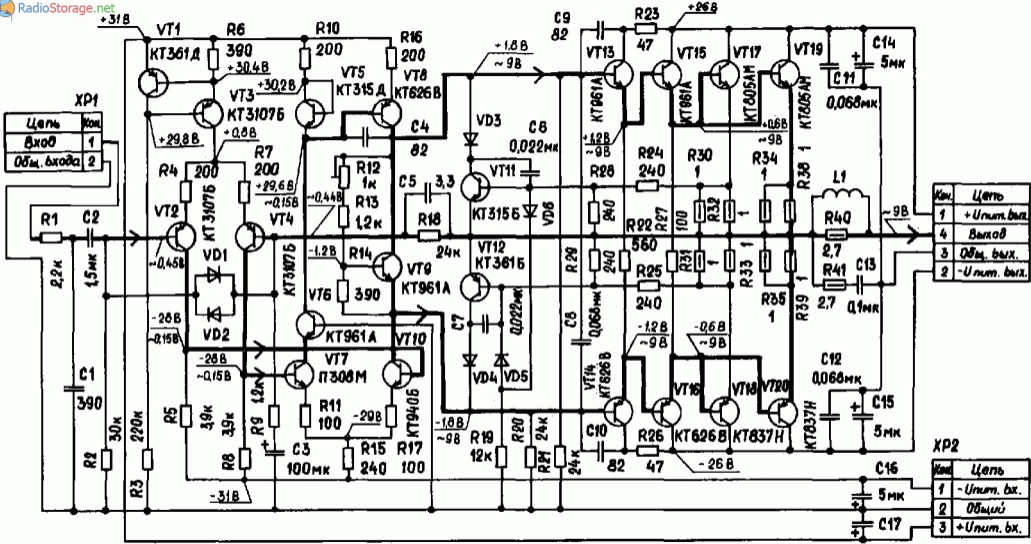 RadioStorage.net
+31В
VT1
КТ361Д
R6
390
R10
200
R16
200
+1,8В
~9В
C9
82
R23
47
+26В
VT13
КТ961А
VT15
КТ961А
VT17
КТ805АМ
VT19
КТ805АМ
C14
5мк
C11
0,068мк
+30,4В
VT3
КТ3107Б
+30,2В
VT5
КТ315Д
VT8
КТ626В
C4
82
VD3
C6
0,022мк
+1,2В
~9В
+0,6В
~9В
XP1
Цепь
Кон.
Вход
1
Общ. входа
2
+29,8В
+0,8В
R4
200
R7
200
+29,6В
~0,15В
~0,44В
R12
1к
R13
1,2к
C5
3,3
VT11
КТ315Б
VD6
R28
240
R24
240
R30
1
R32
1
R34
1
R38
1
L1
R1
2,2к
C2
1,5мк
VT2
КТ3107Б
VT4
КТ3107Б
~0,45В
VD1
VD2
-1,2В
R14
390
R18
24к
VT12
КТ361Б
R29
240
R22
560
R27
100
R25
240
R31
R33
1
R35
1
R39
1
R40
2,7
R41
2,7
C13
0,1мк
~9В
Кон.
Цепь
1
+Uпит. вых.
4
Выход
3
Общ. вых.
2
-Uпит. вых.
VT9
КТ961А
VT6
КТ961А
-28В
~0,15В
-28В
~0,15В
VT7
П308М
VT10
КТ940Б
C7
0,022мк
VD4
VD5
C8
0,068мк
-1,2В
~9В
-0,6В
~9В
VT14
КТ626В
VT16
КТ626В
VT18
VT20
КТ837Н
КТ837Н
C12
0,068мк
C15
5мк
C1
390
R2
30к
R3
220к
R5
3,9к
R8
3,9к
R9
1,2к
C3
100мк
R11
100
-29В
R15
240
R17
100
-1,8В
~9В
R19
12к
R20
24к
R21
24к
C10
82
R26
47
-26В
-31В
C16
5мк
C17
XP2
Кон.
Цепь
1
-Uпит. вх.
2
Общий
3
+Uпит. вх.